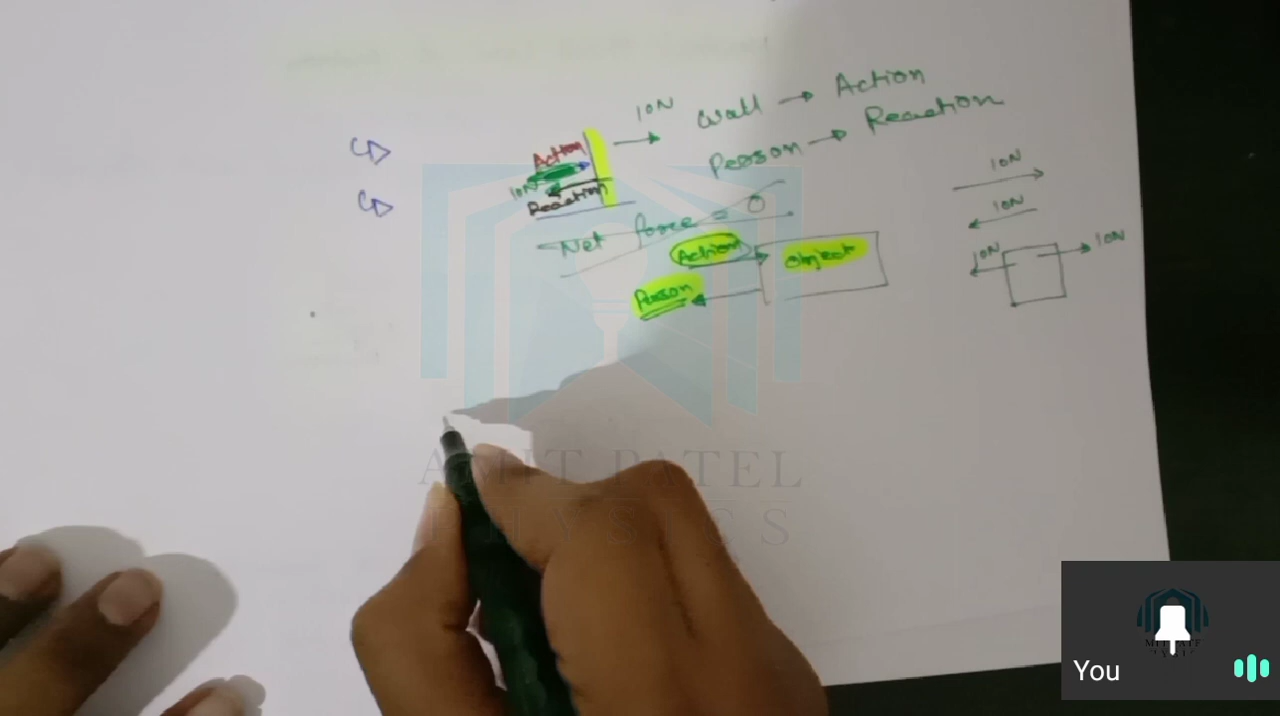 10N
Wall → Action
Person → Reaction
Action
10N
Reaction
Net force = 0
Action
Object
Person
10N
10N
10N
10N
PATEL
PHYSICS
You